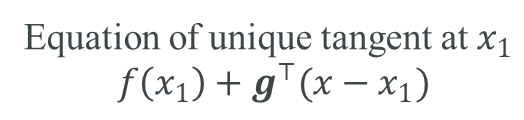 Equation of unique tangent at x₁
f(x₁) + g⊤(x − x₁)